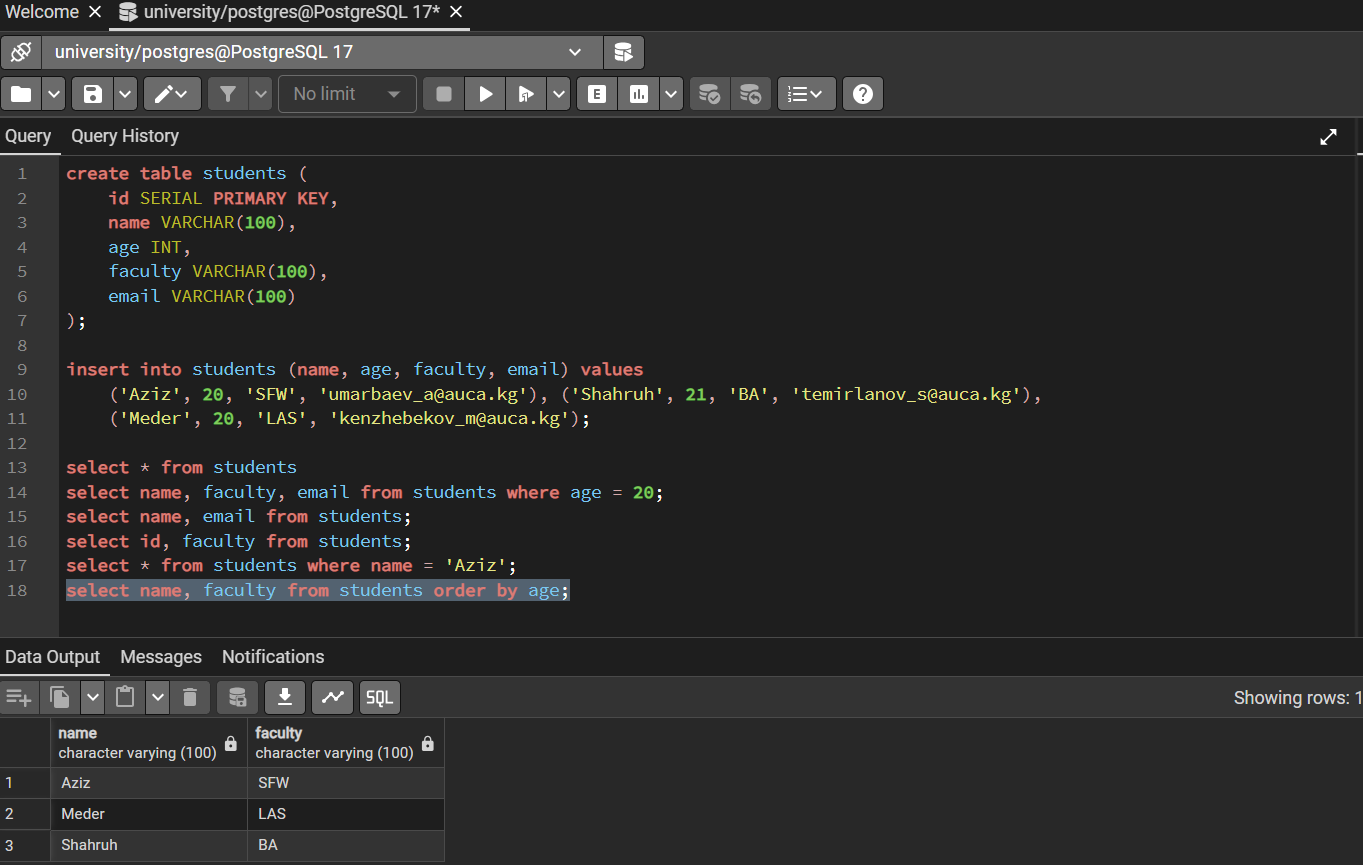 Welcome university/postgres@PostgreSQL 17*
university/postgres@PostgreSQL 17
No limit E
Query Query History
1 create table students (
2     id SERIAL PRIMARY KEY,
3     name VARCHAR(100),
4     age INT,
5     faculty VARCHAR(100),
6     email VARCHAR(100)
7 );
8
9 insert into students (name, age, faculty, email) values
10     ('Aziz', 20, 'SFW', 'umarbaev_a@auca.kg'), ('Shahruh', 21, 'BA', 'temirlanov_s@auca.kg'),
11     ('Meder', 20, 'LAS', 'kenzhebekov_m@auca.kg');
12
13 select * from students
14 select name, faculty, email from students where age = 20;
15 select name, email from students;
16 select id, faculty from students;
17 select * from students where name = 'Aziz';
18 select name, faculty from students order by age;
Data Output Messages Notifications
SQL Showing rows: 1
name faculty
character varying (100) character varying (100)
1 Aziz SFW
2 Meder LAS
3 Shahruh BA